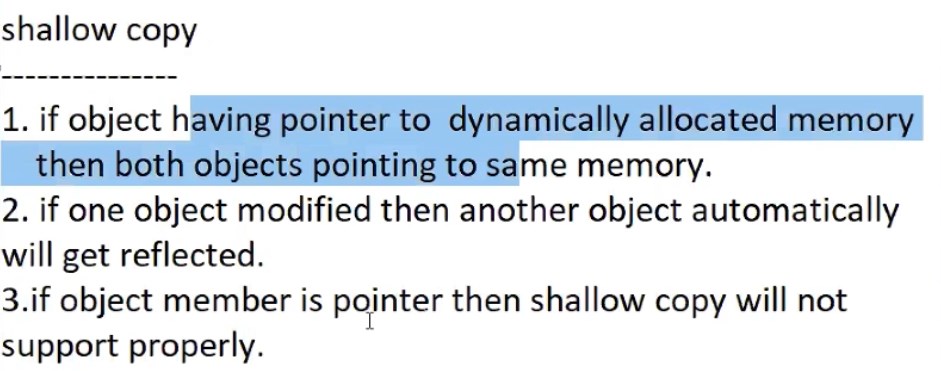 shallow copy
---------------
1. if object having pointer to  dynamically allocated memory
then both objects pointing to same memory.
2. if one object modified then another object automatically
will get reflected.
3.if object member is pointer then shallow copy will not
support properly.